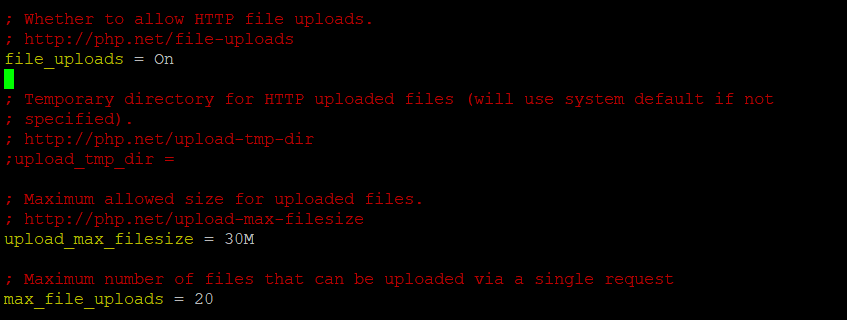 ; Whether to allow HTTP file uploads.
; http://php.net/file-uploads
file_uploads = On
; Temporary directory for HTTP uploaded files (will use system default if not
; specified).
; http://php.net/upload-tmp-dir
;upload_tmp_dir =
; Maximum allowed size for uploaded files.
; http://php.net/upload-max-filesize
upload_max_filesize = 30M
; Maximum number of files that can be uploaded via a single request
max_file_uploads = 20